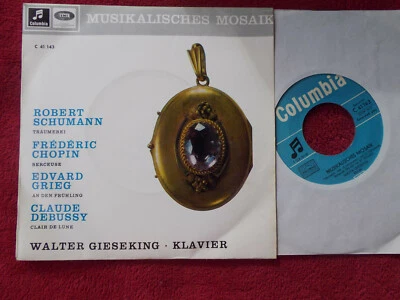 MUSIKALISCHES MOSAIK
Columbia
EMI
C 41 143
ROBERT
SCHUMANN
TRÄUMEREI
FRÉDÉRIC
CHOPIN
BERCEUSE
EDVARD
GRIEG
AN DEN FRÜHLING
CLAUDE
DEBUSSY
CLAIR DE LUNE
WALTER GIESEKING · KLAVIER
Columbia
MUSIKALISCHES MOSAIK